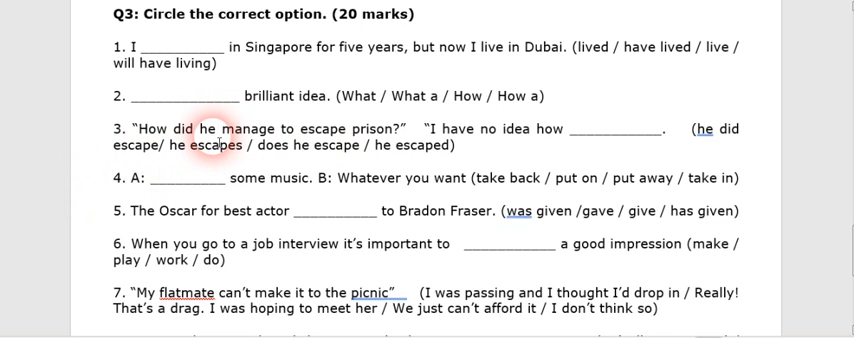 Q3: Circle the correct option. (20 marks)
1. I __________ in Singapore for five years, but now I live in Dubai. (lived / have lived / live /
will have living)
2. _____________ brilliant idea. (What / What a / How / How a)
3. “How did he manage to escape prison?” “I have no idea how ___________. (he did
escape/ he escapes / does he escape / he escaped)
4. A: _________ some music. B: Whatever you want (take back / put on / put away / take in)
5. The Oscar for best actor __________ to Bradon Fraser. (was given /gave / give / has given)
6. When you go to a job interview it’s important to ___________ a good impression (make /
play / work / do)
7. “My flatmate can’t make it to the picnic” (I was passing and I thought I’d drop in / Really!
That’s a drag. I was hoping to meet her / We just can’t afford it / I don’t think so)